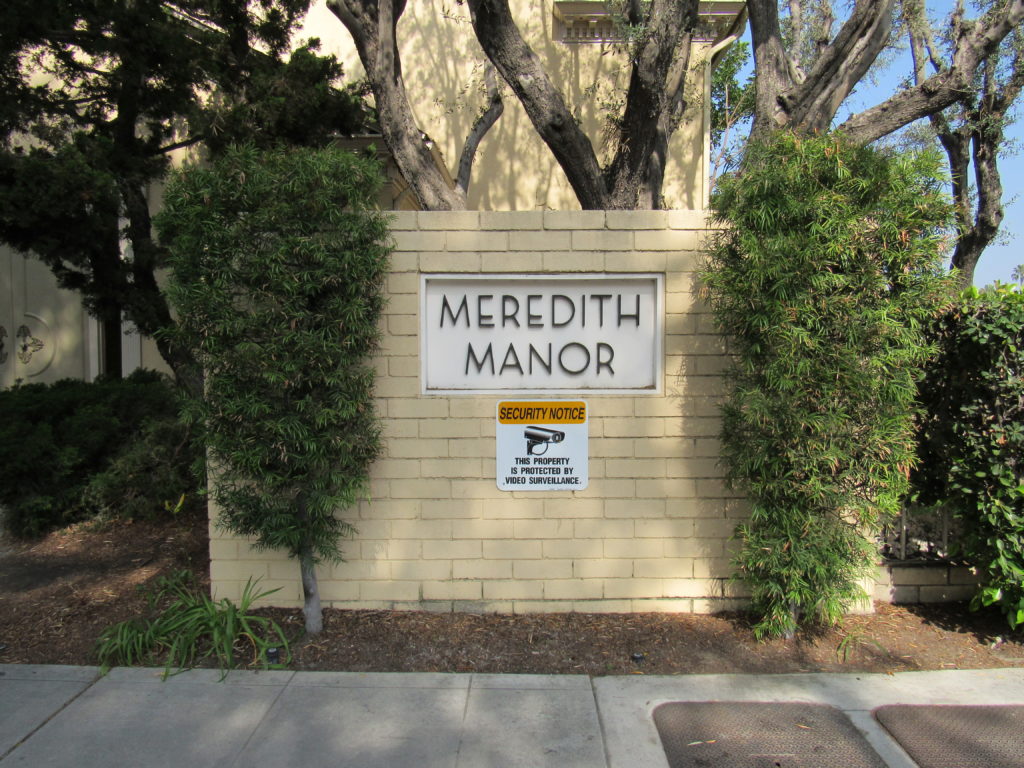 MEREDITH
MANOR
SECURITY NOTICE
THIS PROPERTY
IS PROTECTED BY
VIDEO SURVEILLANCE.